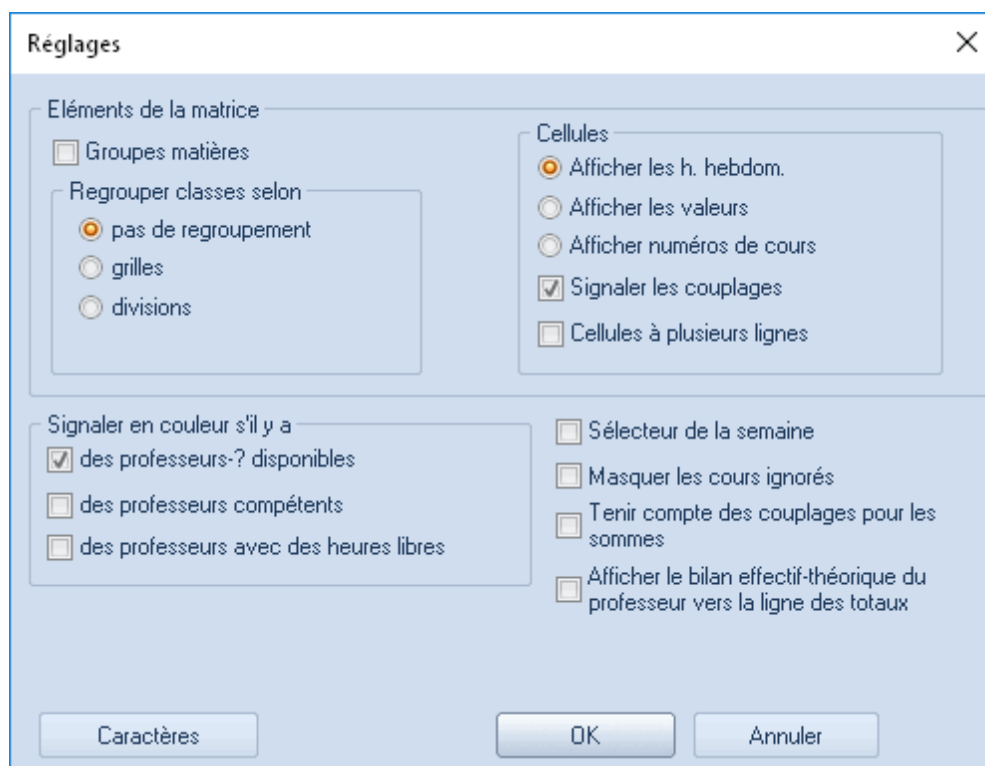 Réglages
Eléments de la matrice
Groupes matières
Regrouper classes selon
pas de regroupement
grilles
divisions
Cellules
Afficher les h. hebdom.
Afficher les valeurs
Afficher numéros de cours
Signaler les couplages
Cellules à plusieurs lignes
Signaler en couleur s'il y a
des professeurs-? disponibles
des professeurs compétents
des professeurs avec des heures libres
Sélecteur de la semaine
Masquer les cours ignorés
Tenir compte des couplages pour les
sommes
Afficher le bilan effectif-théorique du
professeur vers la ligne des totaux
Caractères
OK
Annuler